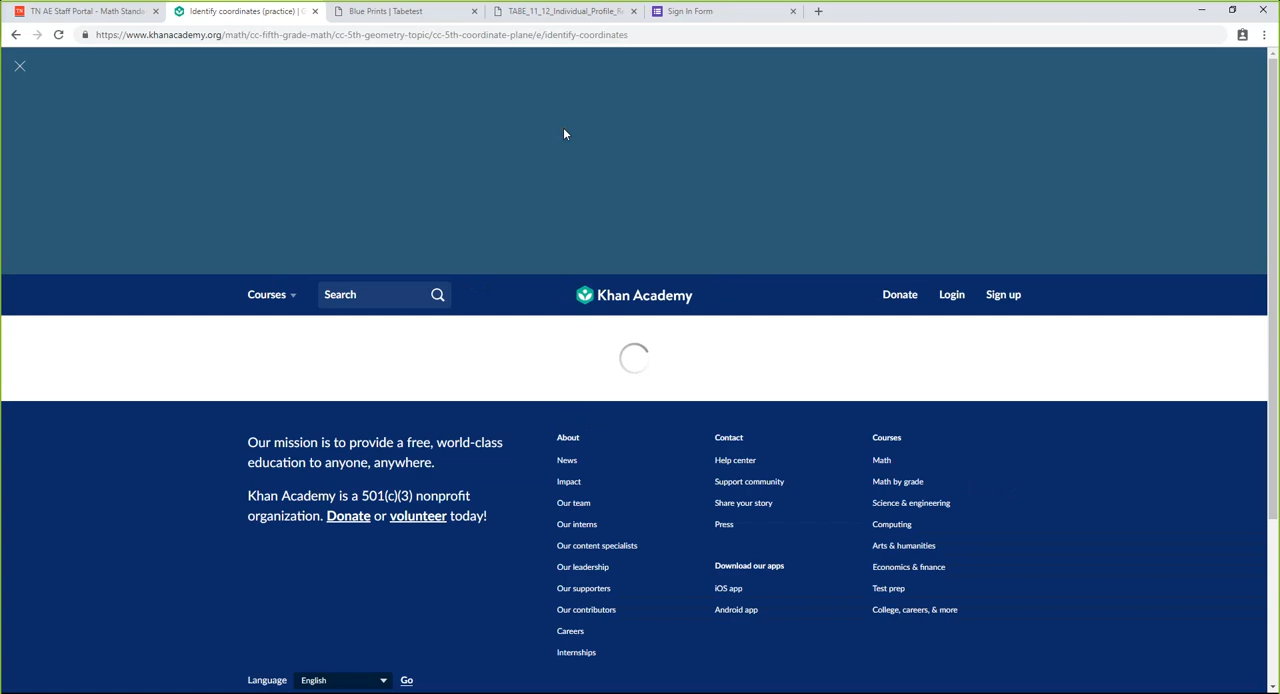 TN AE Staff Portal - Math Standa
Identify coordinates (practice) |
Blue Prints | Tabetest
TABE_11_12_Individual_Profile_Re
Sign In Form
https://www.khanacademy.org/math/cc-fifth-grade-math/cc-5th-geometry-topic/cc-5th-coordinate-plane/e/identify-coordinates
Courses
Search
Khan Academy
Donate
Login
Sign up
Our mission is to provide a free, world-class
education to anyone, anywhere.
Khan Academy is a 501(c)(3) nonprofit
organization. Donate or volunteer today!
About
News
Impact
Our team
Our interns
Our content specialists
Our leadership
Our supporters
Our contributors
Careers
Internships
Contact
Help center
Support community
Share your story
Press
Download our apps
iOS app
Android app
Courses
Math
Math by grade
Science & engineering
Computing
Arts & humanities
Economics & finance
Test prep
College, careers, & more
Language English Go